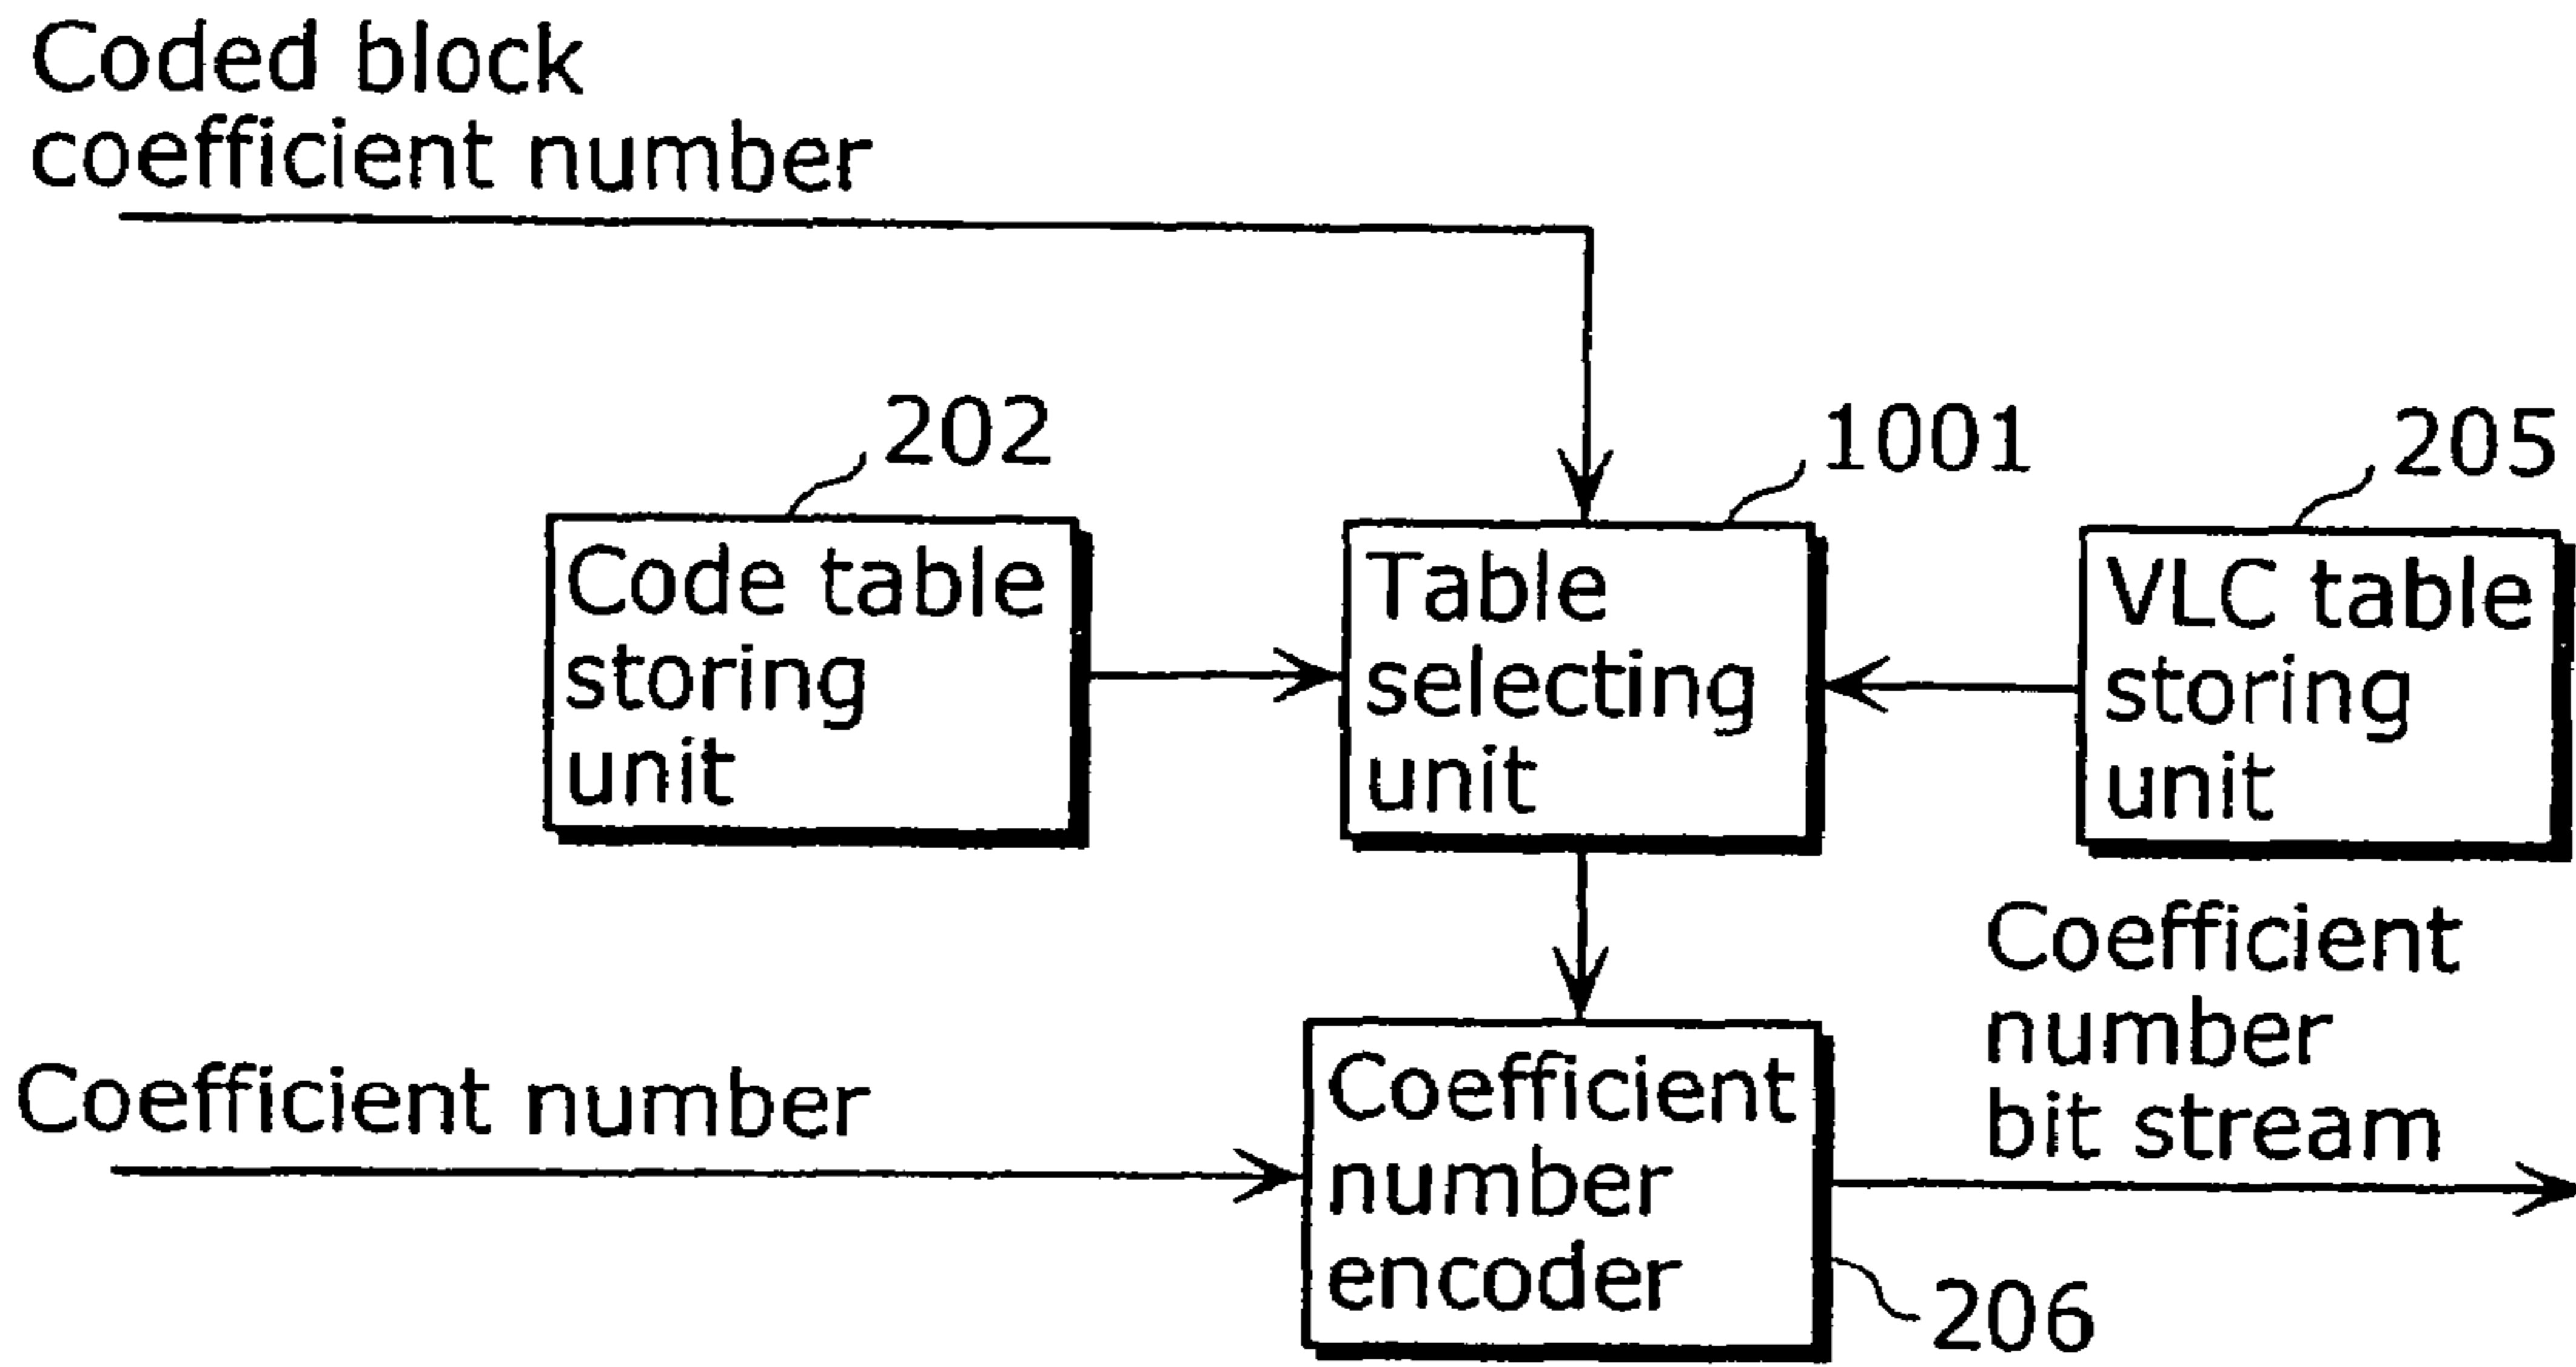 Coded block
coefficient number
202
1001
205
Code table
storing
unit
Table
selecting
unit
VLC table
storing
unit
Coefficient number
Coefficient
number
encoder
Coefficient
number
bit stream
206